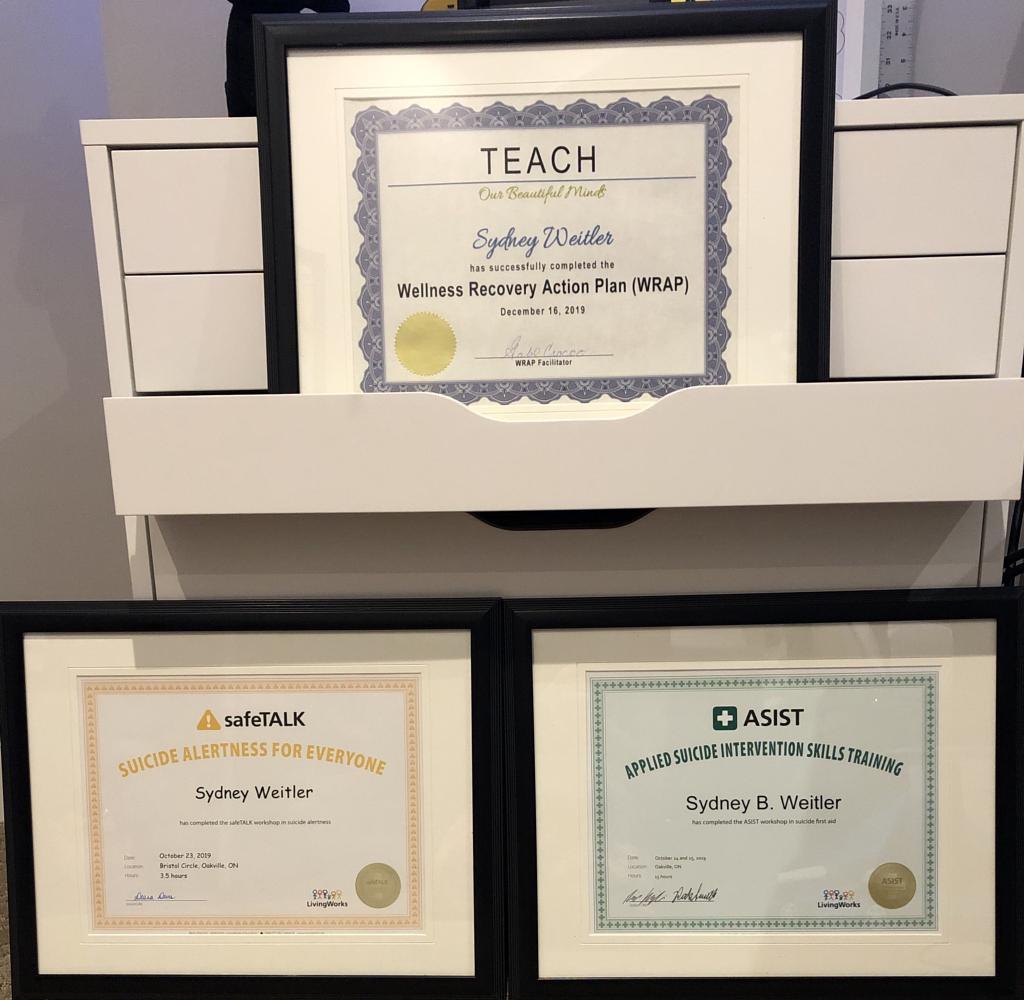 TEACH
Our Beautiful Minds
Sydney Weitler
has successfully completed the
Wellness Recovery Action Plan (WRAP)
December 16, 2019
WRAP Facilitator
safeTALK
SUICIDE ALERTNESS FOR EVERYONE
Sydney Weitler
has completed the safeTALK workshop in suicide alertness
Date: October 23, 2019
Location: Bristol Circle, Oakville, ON
Hours: 3.5 hours
safeTALK
LivingWorks
ASIST
APPLIED SUICIDE INTERVENTION SKILLS TRAINING
Sydney B. Weitler
has completed the ASIST workshop in suicide first aid
Date: October 24 and 25, 2019
Location: Oakville, ON
Hours: 15 hours
ASIST
LivingWorks